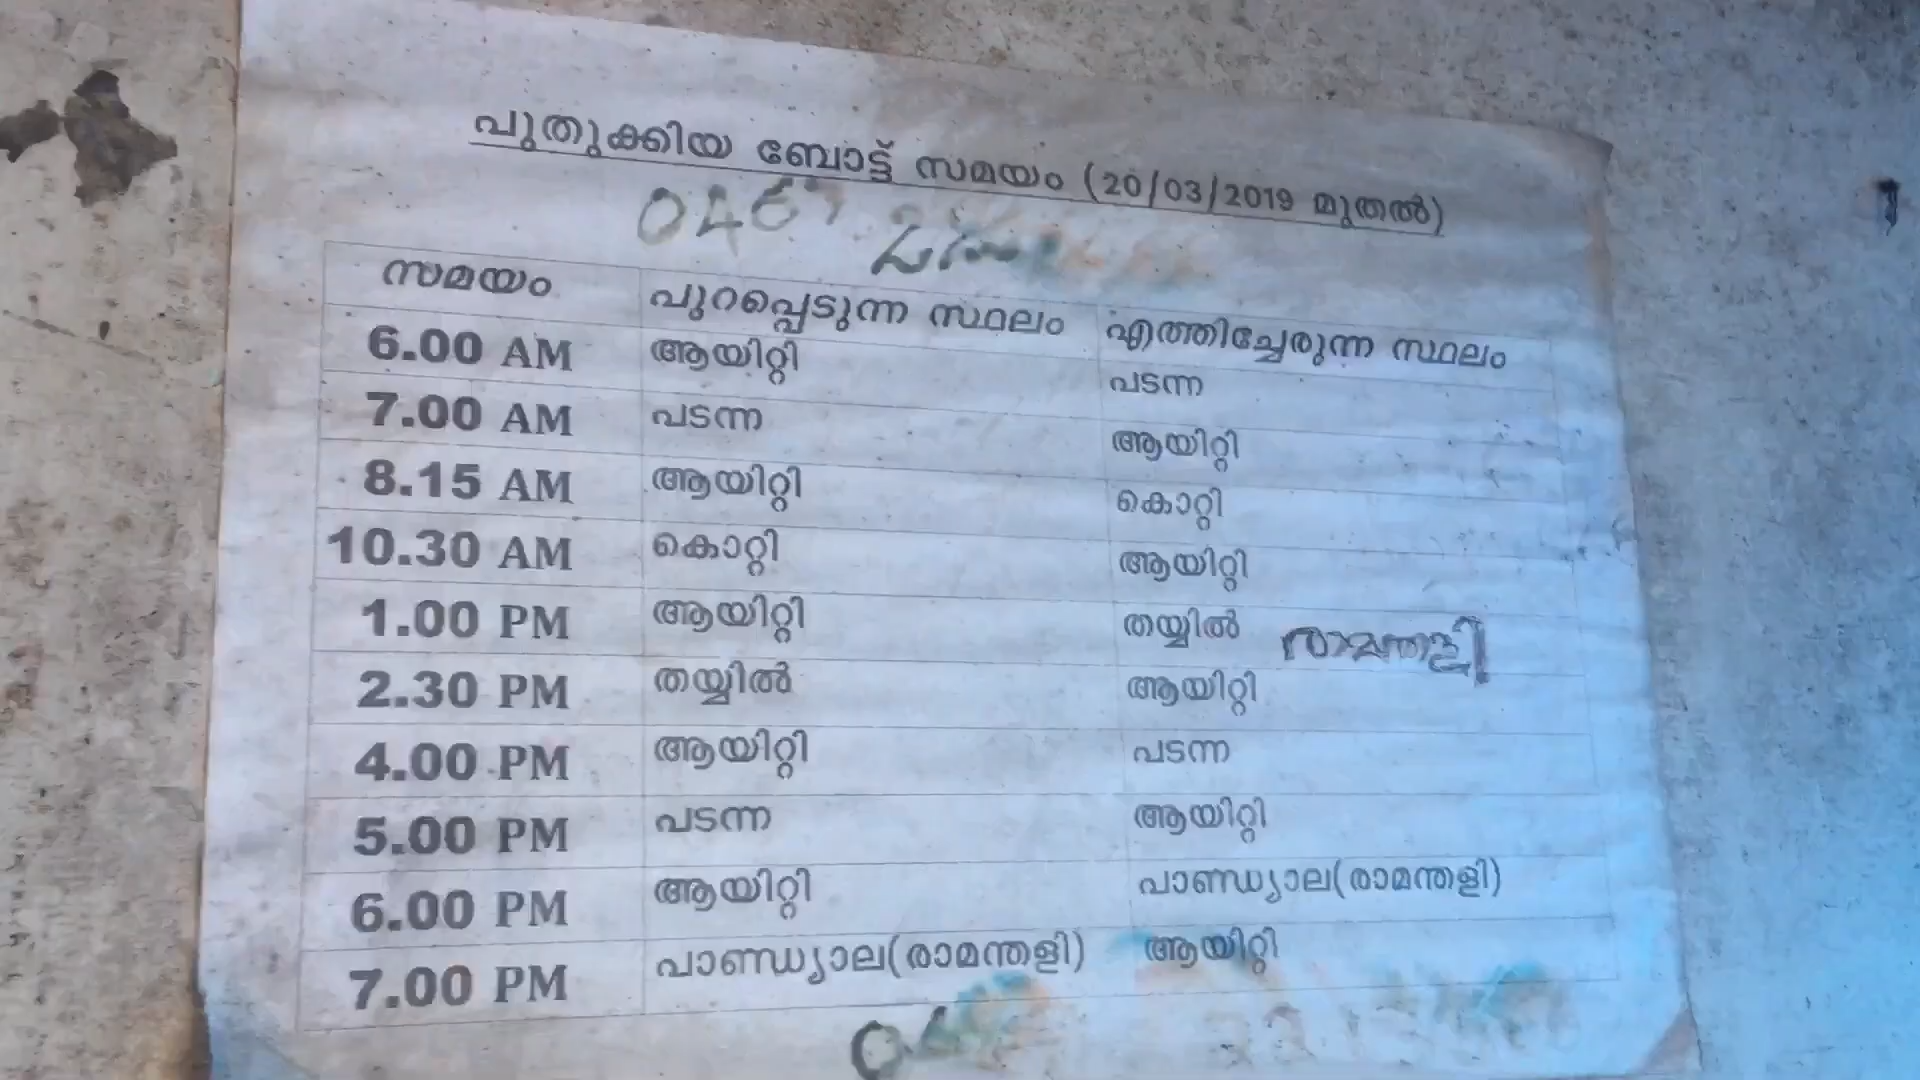 പുതുക്കിയ ബോട്ട് സമയം (20/03/2019 മുതൽ)
0467
സമയം പുറപ്പെടുന്ന സ്ഥലം എത്തിച്ചേരുന്ന സ്ഥലം
6.00 AM ആയിറ്റി പടന്ന
7.00 AM പടന്ന ആയിറ്റി
8.15 AM ആയിറ്റി കൊറ്റി
10.30 AM കൊറ്റി ആയിറ്റി
1.00 PM ആയിറ്റി തയ്യിൽ രാമന്തളി
2.30 PM തയ്യിൽ ആയിറ്റി
4.00 PM ആയിറ്റി പടന്ന
5.00 PM പടന്ന ആയിറ്റി
6.00 PM ആയിറ്റി പാണ്ഡ്യാല(രാമന്തളി)
7.00 PM പാണ്ഡ്യാല(രാമന്തളി) ആയിറ്റി